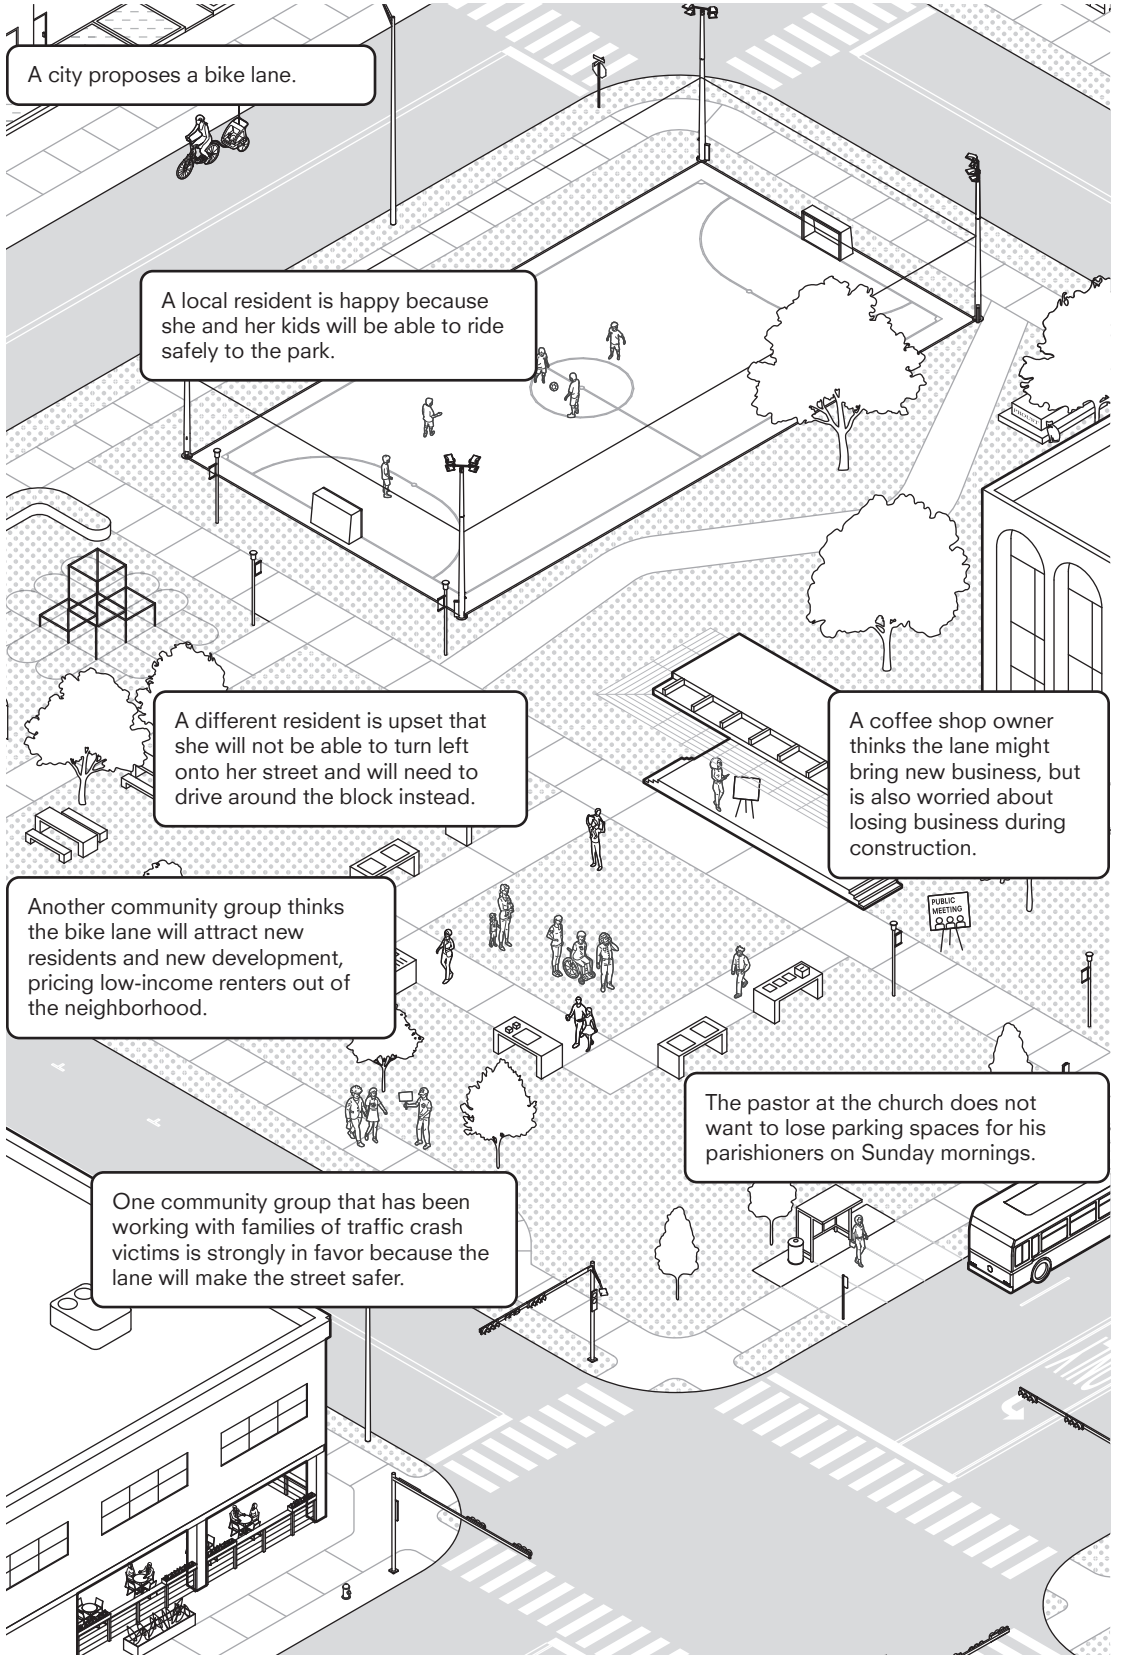 A city proposes a bike lane.
A local resident is happy because
she and her kids will be able to ride
safely to the park.
A different resident is upset that
she will not be able to turn left
onto her street and will need to
drive around the block instead.
A coffee shop owner
thinks the lane might
bring new business, but
is also worried about
losing business during
construction.
Another community group thinks
the bike lane will attract new
residents and new development,
pricing low-income renters out of
the neighborhood.
PUBLIC
MEETING
The pastor at the church does not
want to lose parking spaces for his
parishioners on Sunday mornings.
One community group that has been
working with families of traffic crash
victims is strongly in favor because the
lane will make the street safer.